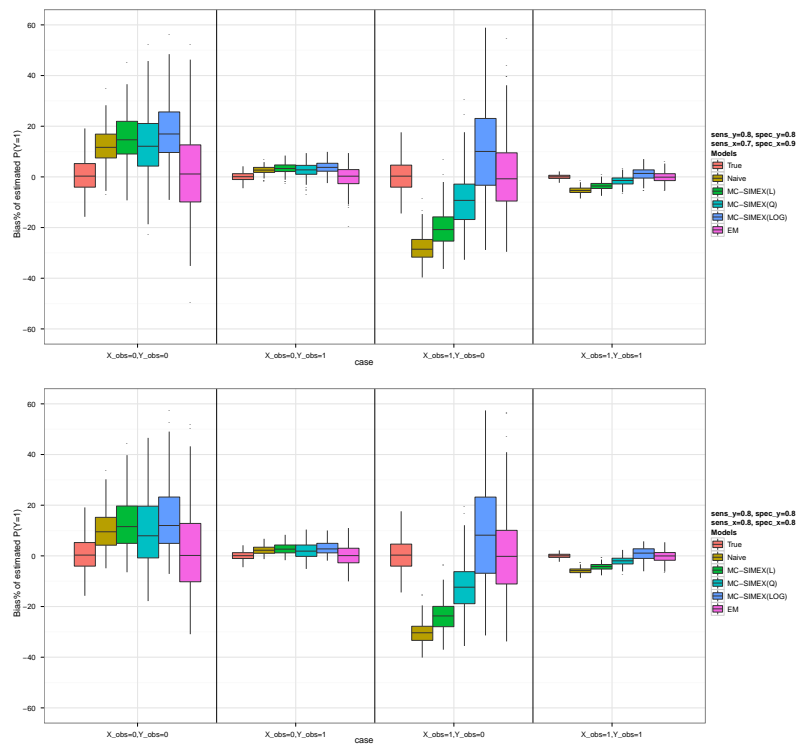 60
40
20
0
−20
−40
−60
Bias% of estimated P(Y=1)
X_obs=0,Y_obs=0
X_obs=0,Y_obs=1
X_obs=1,Y_obs=0
X_obs=1,Y_obs=1
case
sens_y=0.8, spec_y=0.8
sens_x=0.7, spec_x=0.9
Models
True
Naive
MC−SIMEX(L)
MC−SIMEX(Q)
MC−SIMEX(LOG)
EM
60
40
20
0
−20
−40
−60
Bias% of estimated P(Y=1)
X_obs=0,Y_obs=0
X_obs=0,Y_obs=1
X_obs=1,Y_obs=0
X_obs=1,Y_obs=1
case
sens_y=0.8, spec_y=0.8
sens_x=0.8, spec_x=0.8
Models
True
Naive
MC−SIMEX(L)
MC−SIMEX(Q)
MC−SIMEX(LOG)
EM